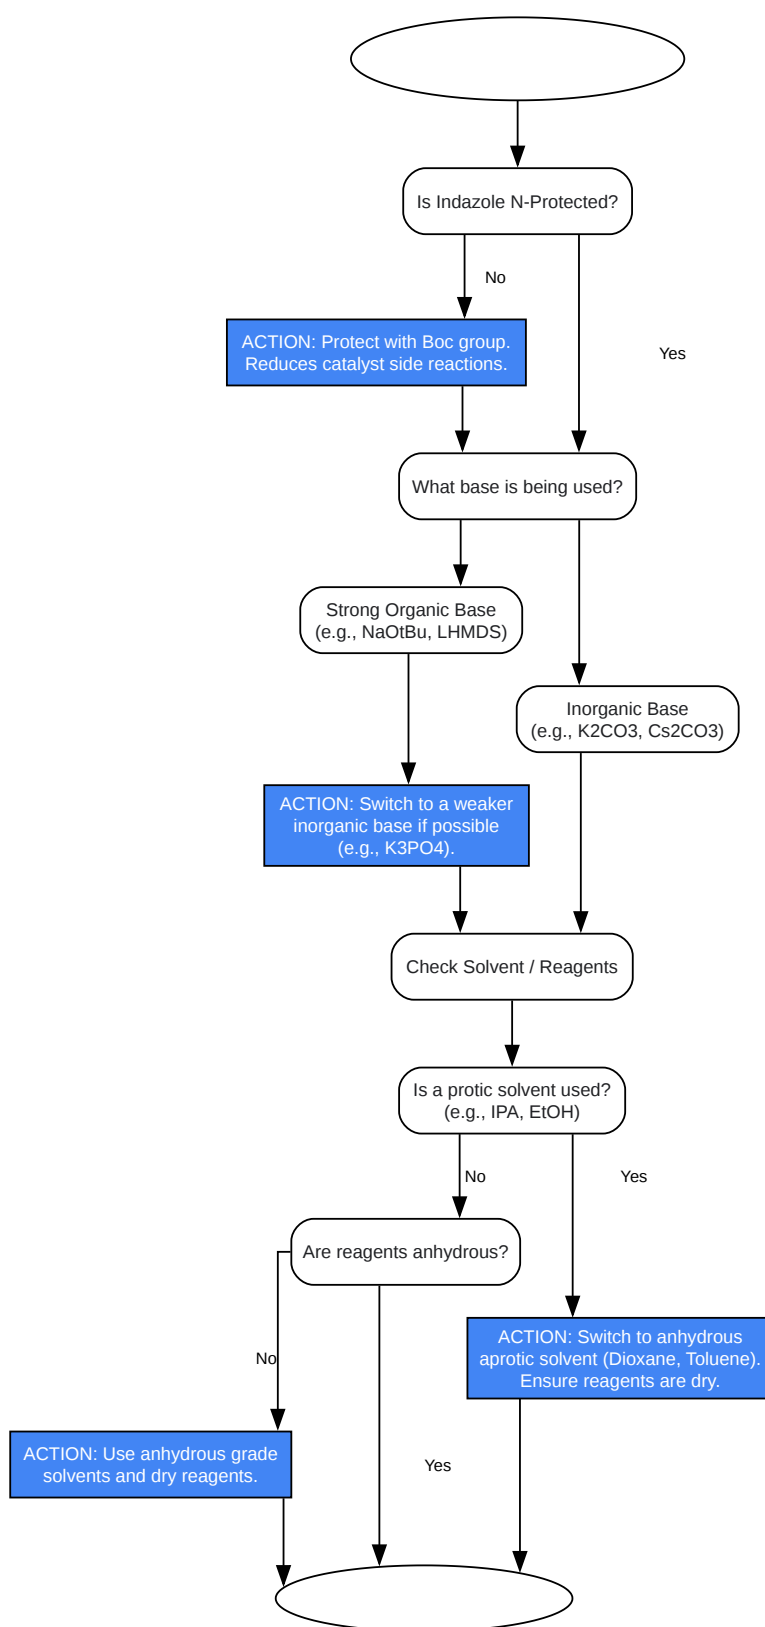 Is Indazole N-Protected?
No
ACTION: Protect with Boc group.
Reduces catalyst side reactions.
Yes
What base is being used?
Strong Organic Base
(e.g., NaOtBu, LHMDS)
Inorganic Base
(e.g., K2CO3, Cs2CO3)
ACTION: Switch to a weaker
inorganic base if possible
(e.g., K3PO4).
Check Solvent / Reagents
Is a protic solvent used?
(e.g., IPA, EtOH)
No
Yes
Are reagents anhydrous?
ACTION: Switch to anhydrous
aprotic solvent (Dioxane, Toluene).
Ensure reagents are dry.
No
ACTION: Use anhydrous grade
solvents and dry reagents.
Yes